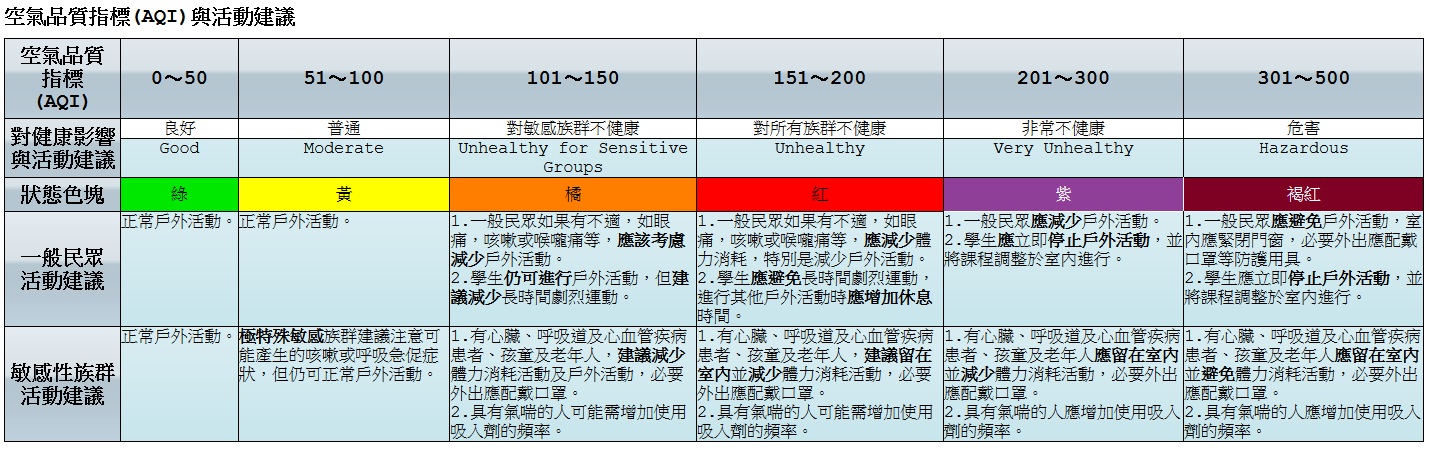 空氣品質指標(AQI)與活動建議
空氣品質
指標
(AQI)
0～50
51～100
101～150
151～200
201～300
301～500
對健康影響
與活動建議
良好
普通
對敏感族群不健康
對所有族群不健康
非常不健康
危害
Good
Moderate
Unhealthy for Sensitive
Groups
Unhealthy
Very Unhealthy
Hazardous
狀態色塊
綠
黃
橘
紅
紫
褐紅
一般民眾
活動建議
正常戶外活動。
正常戶外活動。
1.一般民眾如果有不適，如眼
痛，咳嗽或喉嚨痛等，應該考慮
減少戶外活動。
2.學生仍可進行戶外活動，但建
議減少長時間劇烈運動。
1.一般民眾如果有不適，如眼
痛，咳嗽或喉嚨痛等，應減少體
力消耗，特別是減少戶外活動。
2.學生應避免長時間劇烈運動，
進行其他戶外活動時應增加休息
時間。
1.一般民眾應減少戶外活動。
2.學生應立即停止戶外活動，並
將課程調整於室內進行。
1.一般民眾應避免戶外活動，室
內應緊閉門窗，必要外出應配戴
口罩等防護用具。
2.學生應立即停止戶外活動，並
將課程調整於室內進行。
敏感性族群
活動建議
正常戶外活動。
極特殊敏感族群建議注意可
能產生的咳嗽或呼吸急促症
狀，但仍可正常戶外活動。
1.有心臟、呼吸道及心血管疾病
患者、孩童及老年人，建議減少
體力消耗活動及戶外活動，必要
外出應配戴口罩。
2.具有氣喘的人可能需增加使用
吸入劑的頻率。
1.有心臟、呼吸道及心血管疾病
患者、孩童及老年人，建議留在
室內並減少體力消耗活動，必要
外出應配戴口罩。
2.具有氣喘的人可能需增加使用
吸入劑的頻率。
1.有心臟、呼吸道及心血管疾病
患者、孩童及老年人應留在室內
並減少體力消耗活動，必要外出
應配戴口罩。
2.具有氣喘的人應增加使用吸入
劑的頻率。
1.有心臟、呼吸道及心血管疾病
患者、孩童及老年人應留在室內
並避免體力消耗活動，必要外出
應配戴口罩。
2.具有氣喘的人應增加使用吸入
劑的頻率。